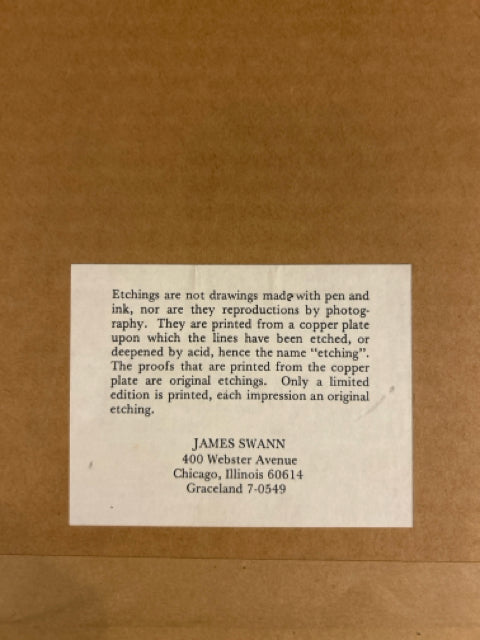 Etchings are not drawings made with pen and
ink, nor are they reproductions by photog-
raphy. They are printed from a copper plate
upon which the lines have been etched, or
deepened by acid, hence the name "etching".
The proofs that are printed from the copper
plate are original etchings. Only a limited
edition is printed, each impression an original
etching.
JAMES SWANN
400 Webster Avenue
Chicago, Illinois 60614
Graceland 7-0549